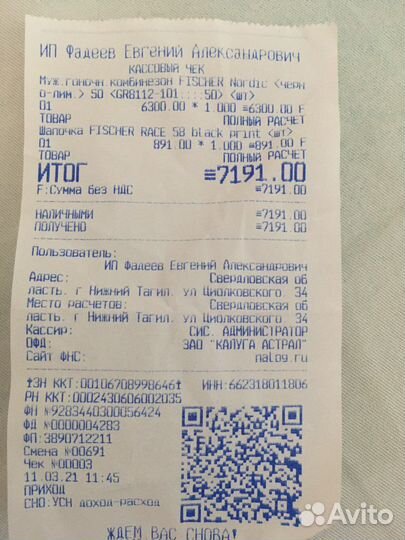 ИП Фадеев Евгений Александрович
КАССОВЫЙ ЧЕК
Муж.гоночн.комбинезон FISCHER Nordic <черн
о-лим.> 50 <GR8112-101.:.:50> <шт>
01 6300.00 * 1.000 ≡6300.00 F
ТОВАР ПОЛНЫЙ РАСЧЕТ
Шапочка FISCHER RACE 58 black print <шт>
01 891.00 * 1.000 ≡891.00 F
ТОВАР ПОЛНЫЙ РАСЧЕТ
ИТОГ ≡7191.00
F:Сумма без НДС ≡7191.00
НАЛИЧНЫМИ ≡7191.00
ПОЛУЧЕНО ≡7191.00
Пользователь:
ИП Фадеев Евгений Александрович
Адрес: Свердловская об
ласть. г Нижний Тагил. ул Циолковского. 34
Место расчетов: Свердловская об
ласть. г Нижний Тагил. ул Циолковского. 34
Кассир: СИС. АДМИНИСТРАТОР
ОФД: ЗАО "КАЛУГА АСТРАЛ"
Сайт ФНС: nalog.ru
ЗН ККТ:00106708998646 ИНН:662318011806
РН ККТ:0002430606002035
ФН №9283440300056424
ФД №0000004283
ФП:3890712211
Смена №00691
Чек №00003
11.03.21 11:45
ПРИХОД
СНО:УСН доход-расход
ЖДЕМ ВАС СНОВА!
Avito